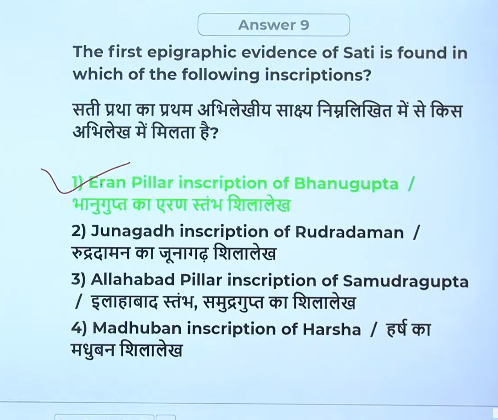 Answer 9
The first epigraphic evidence of Sati is found in
which of the following inscriptions?
सती प्रथा का प्रथम अभिलेखीय साक्ष्य निम्नलिखित में से किस
अभिलेख में मिलता है?
1) Eran Pillar inscription of Bhanugupta /
भानुगुप्त का एरण स्तंभ शिलालेख
2) Junagadh inscription of Rudradaman /
रुद्रदामन का जूनागढ़ शिलालेख
3) Allahabad Pillar inscription of Samudragupta
/ इलाहाबाद स्तंभ, समुद्रगुप्त का शिलालेख
4) Madhuban inscription of Harsha / हर्ष का
मधुबन शिलालेख